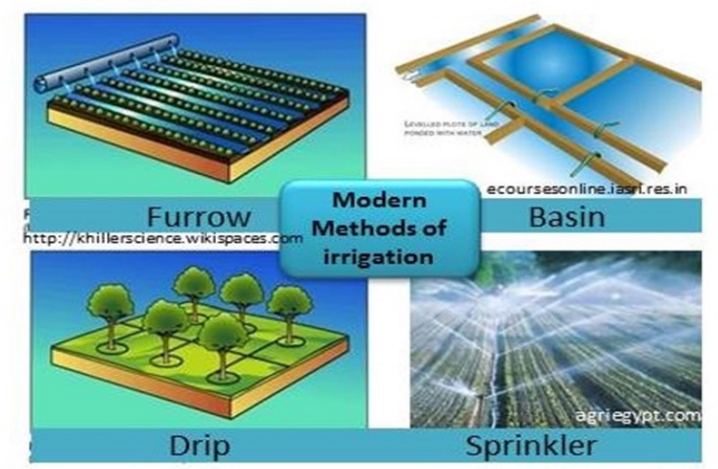 LEVELLED PLOTS OF LAND
PONDED WITH WATER
ecoursesonline.iasri.res.in
Furrow
Modern
Methods of
irrigation
Basin
http://khillerscience.wikispaces.com
agriegypt.com
Drip
Sprinkler